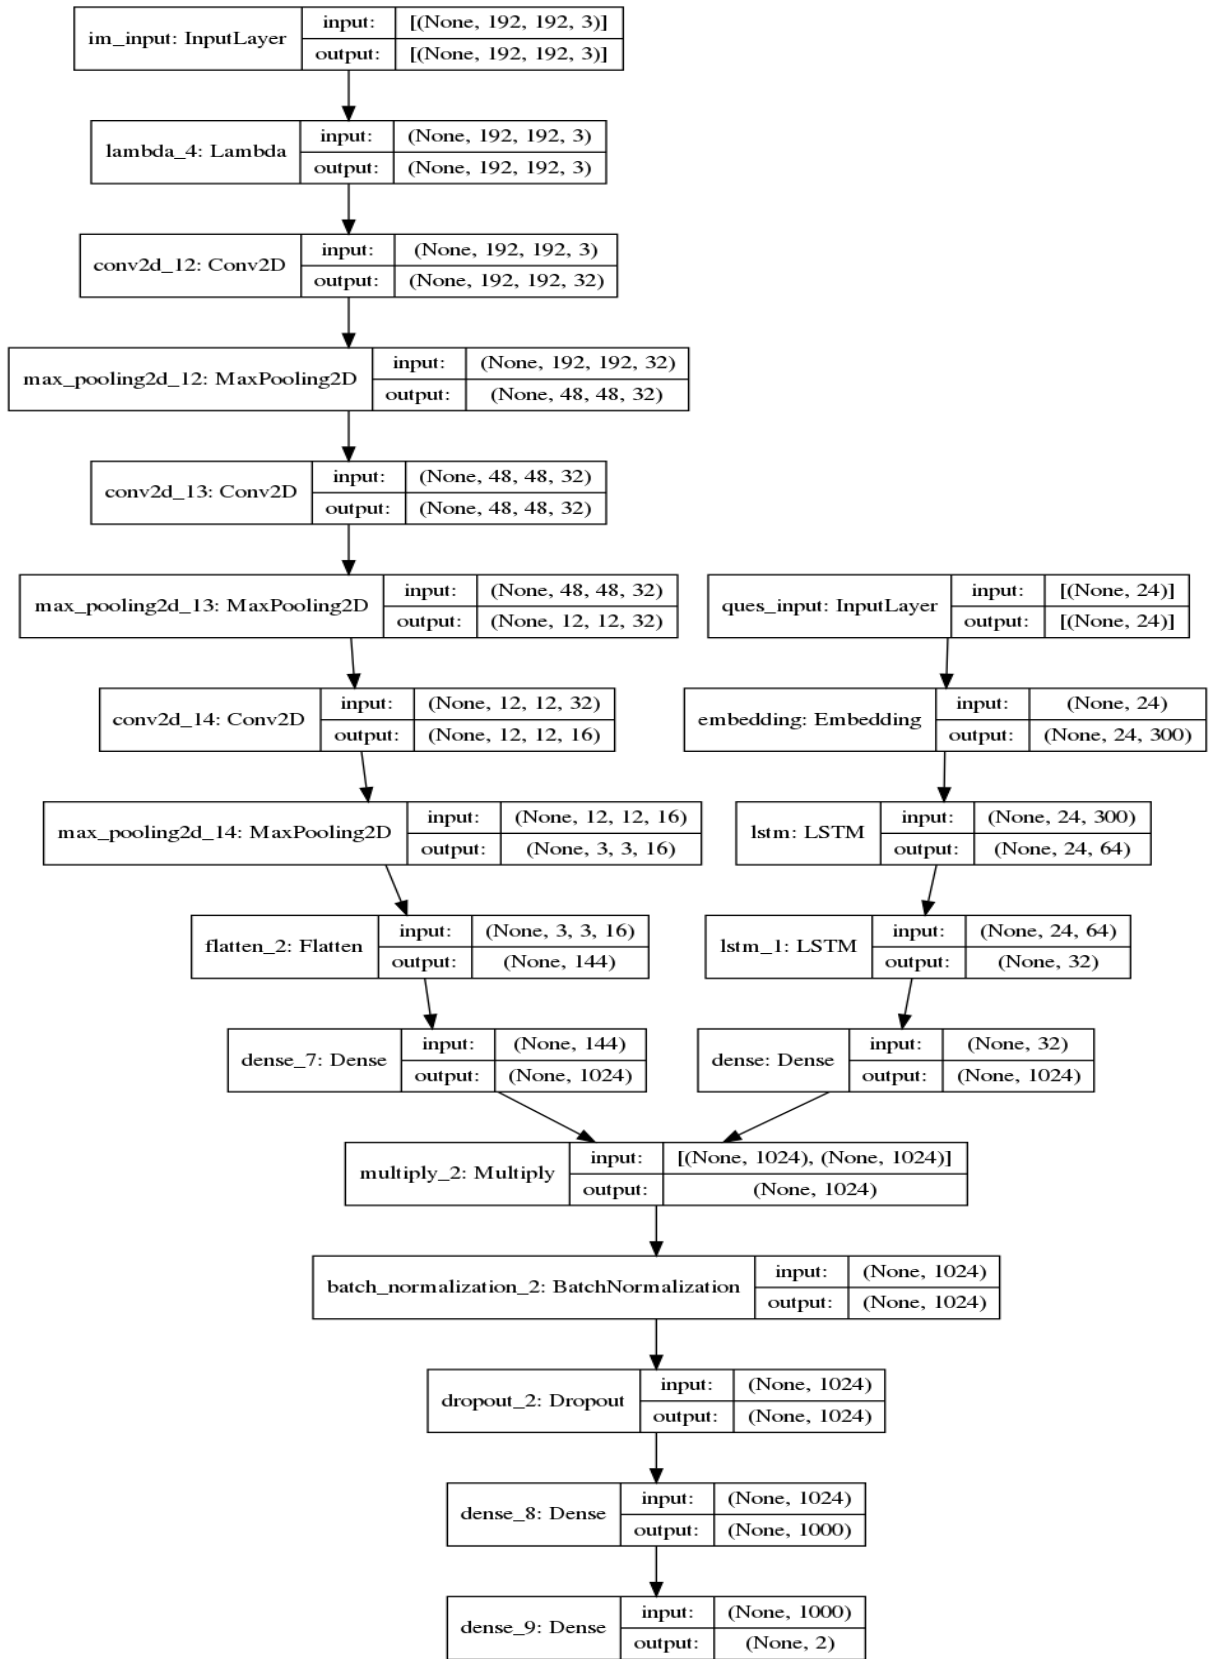 im_input: InputLayer
input: [(None, 192, 192, 3)]
output: [(None, 192, 192, 3)]
lambda_4: Lambda
input: (None, 192, 192, 3)
output: (None, 192, 192, 3)
conv2d_12: Conv2D
input: (None, 192, 192, 3)
output: (None, 192, 192, 32)
max_pooling2d_12: MaxPooling2D
input: (None, 192, 192, 32)
output: (None, 48, 48, 32)
conv2d_13: Conv2D
input: (None, 48, 48, 32)
output: (None, 48, 48, 32)
max_pooling2d_13: MaxPooling2D
input: (None, 48, 48, 32)
output: (None, 12, 12, 32)
ques_input: InputLayer
input: [(None, 24)]
output: [(None, 24)]
conv2d_14: Conv2D
input: (None, 12, 12, 32)
output: (None, 12, 12, 16)
embedding: Embedding
input: (None, 24)
output: (None, 24, 300)
max_pooling2d_14: MaxPooling2D
input: (None, 12, 12, 16)
output: (None, 3, 3, 16)
lstm: LSTM
input: (None, 24, 300)
output: (None, 24, 64)
flatten_2: Flatten
input: (None, 3, 3, 16)
output: (None, 144)
lstm_1: LSTM
input: (None, 24, 64)
output: (None, 32)
dense_7: Dense
input: (None, 144)
output: (None, 1024)
dense: Dense
input: (None, 32)
output: (None, 1024)
multiply_2: Multiply
input: [(None, 1024), (None, 1024)]
output: (None, 1024)
batch_normalization_2: BatchNormalization
input: (None, 1024)
output: (None, 1024)
dropout_2: Dropout
input: (None, 1024)
output: (None, 1024)
dense_8: Dense
input: (None, 1024)
output: (None, 1000)
dense_9: Dense
input: (None, 1000)
output: (None, 2)